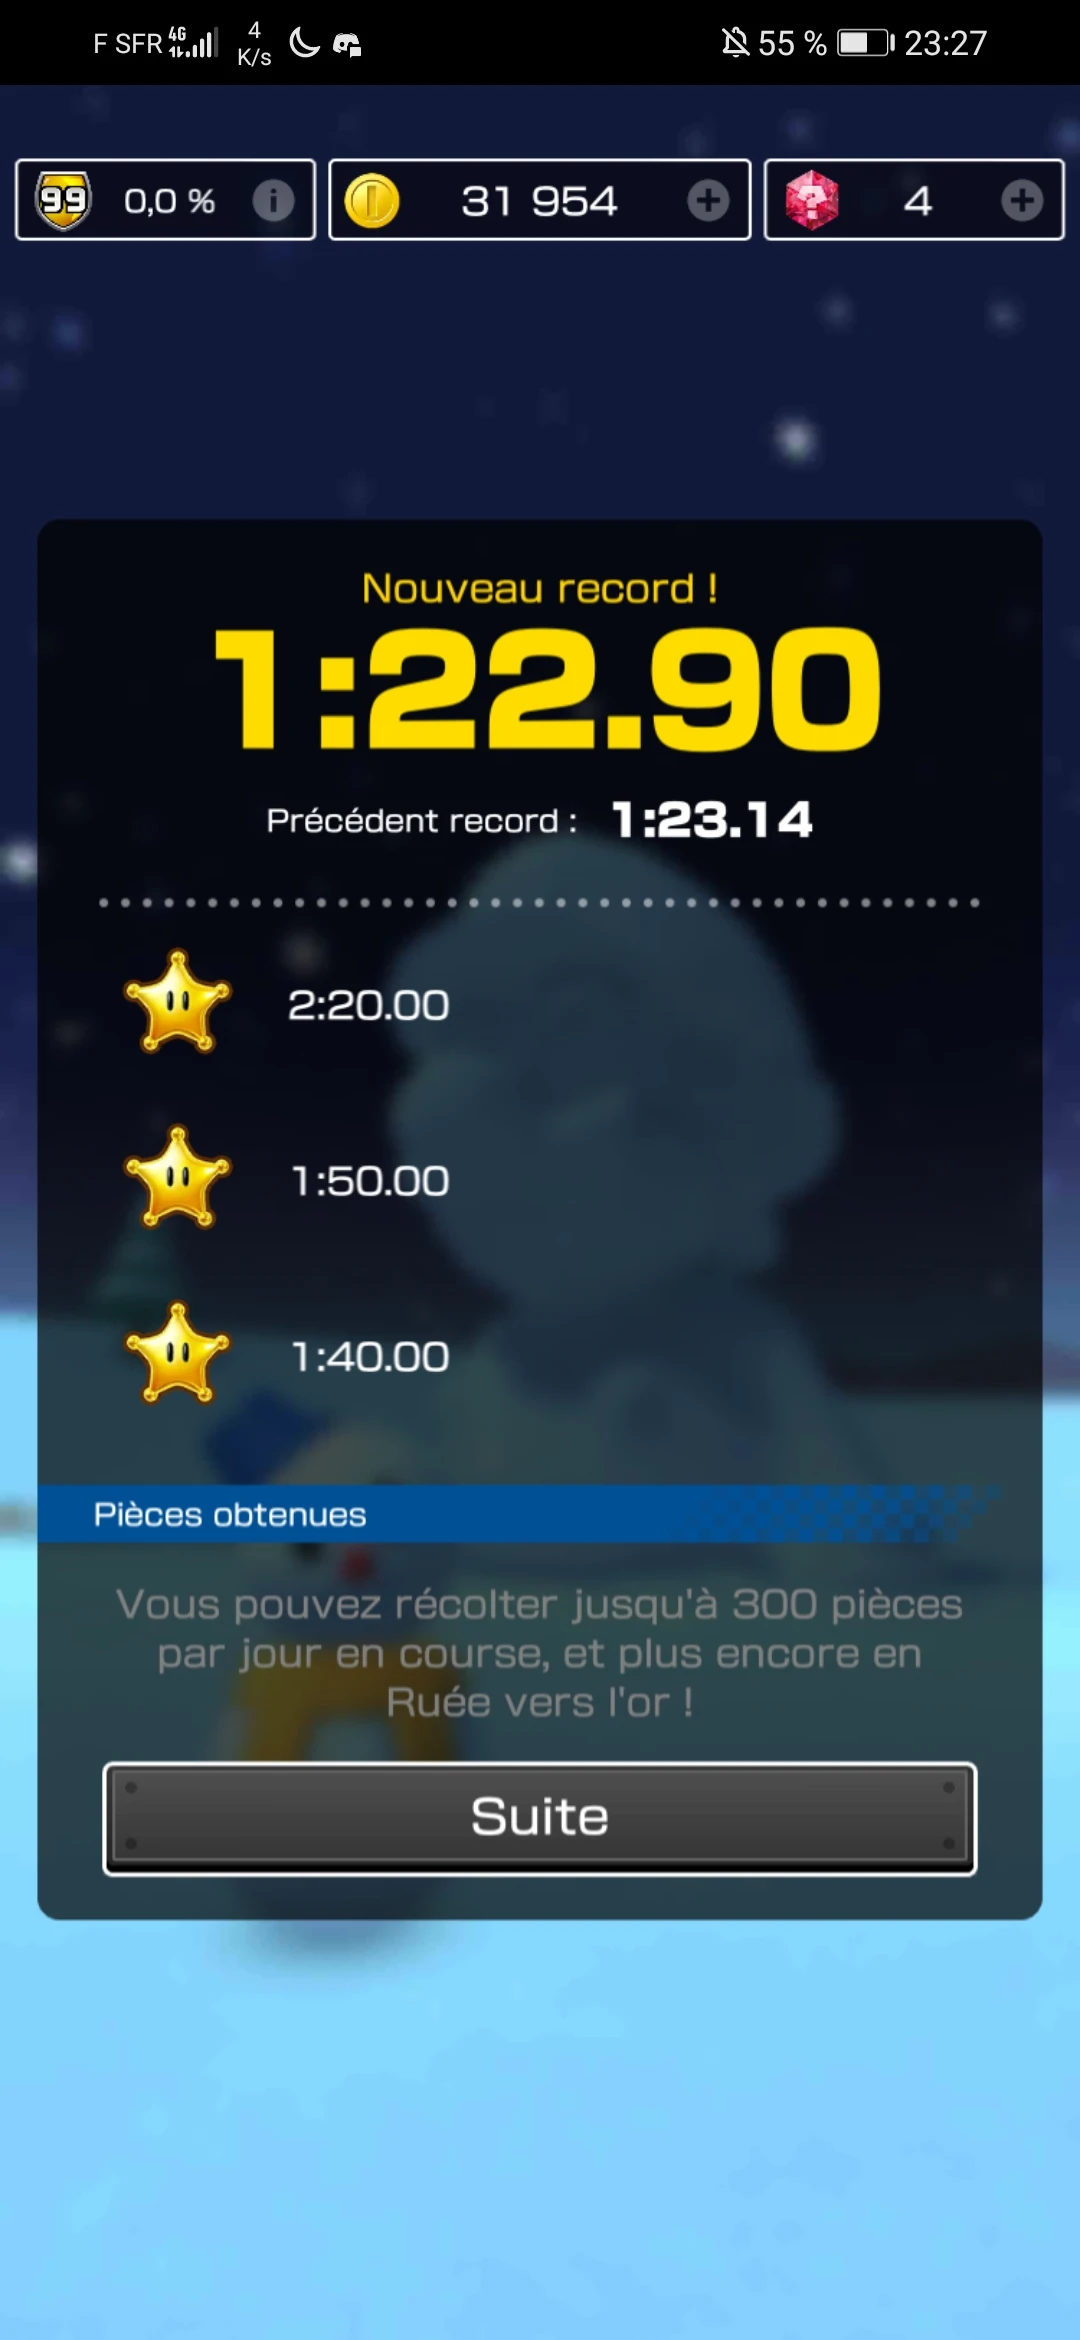 F SFR 4G 4 K/s 55 % 23:27
99 0,0 % i 31 954 + ? 4 +
Nouveau record !
1:22.90
Précédent record : 1:23.14
2:20.00
1:50.00
1:40.00
Pièces obtenues
Vous pouvez récolter jusqu'à 300 pièces
par jour en course, et plus encore en
Ruée vers l'or !
Suite